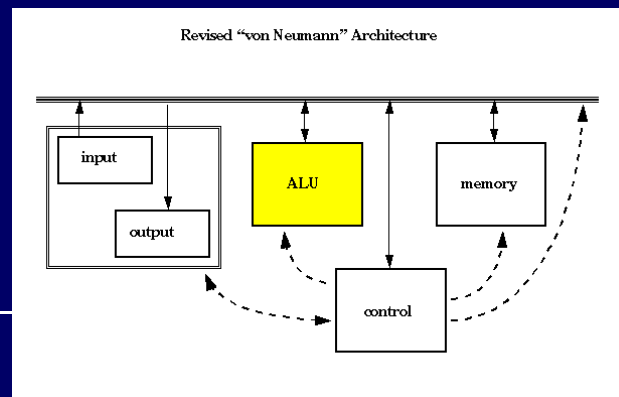 Revised “von Neumann” Architecture
input
ALU
memory
output
control